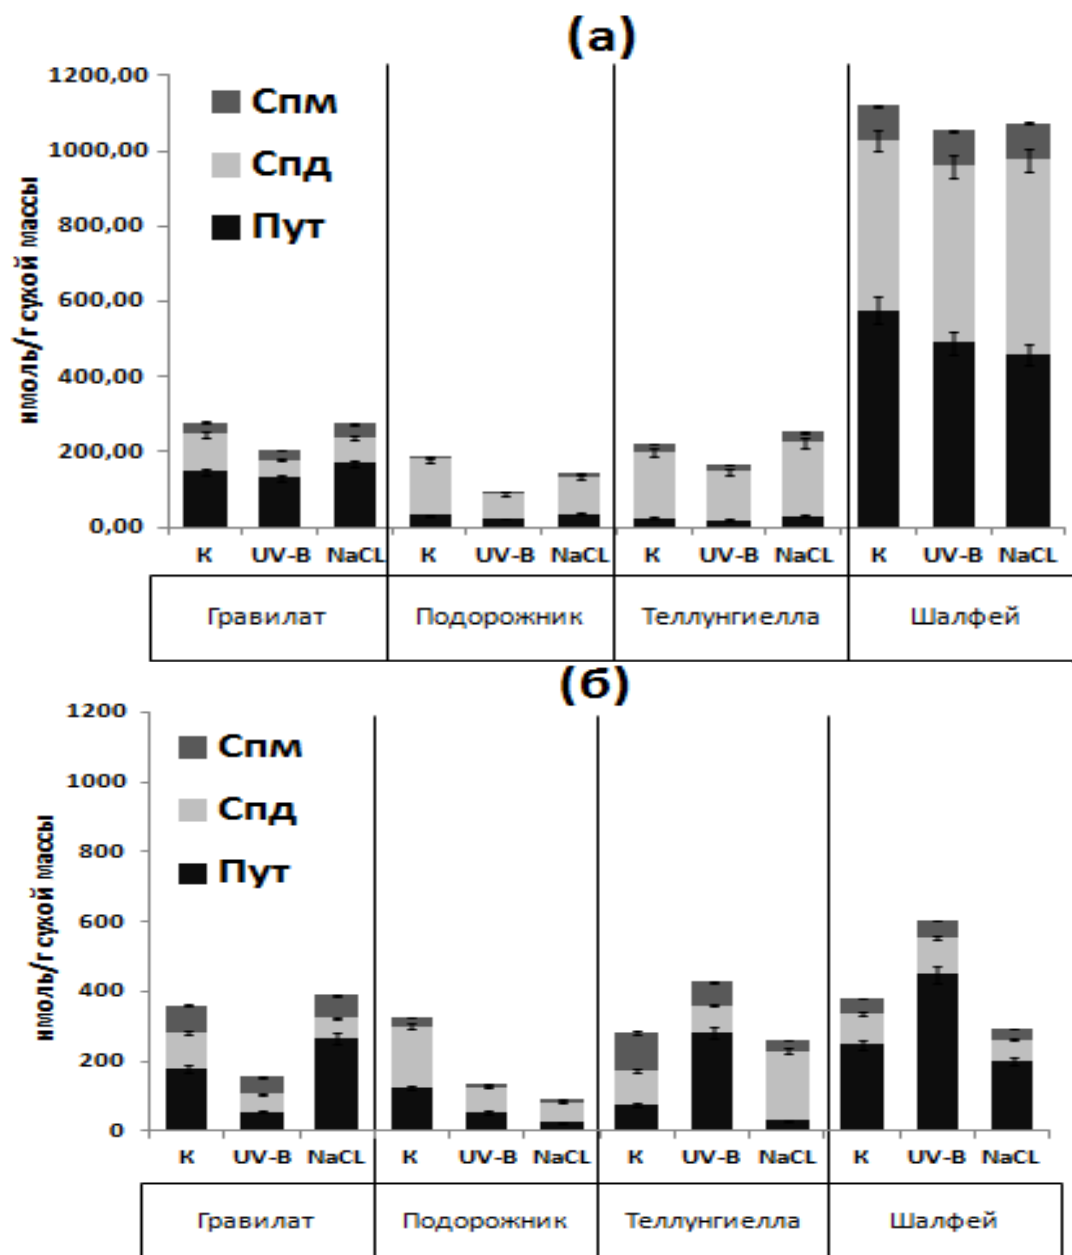 (а)
нмоль/г сухой массы
1200,00
1000,00
800,00
600,00
400,00
200,00
0,00
Спм
Спд
Пут
К UV-B NaCL К UV-B NaCL К UV-B NaCL К UV-B NaCL
Гравилат Подорожник Теллунгиелла Шалфей
(б)
нмоль/г сухой массы
1200
1000
800
600
400
200
0
Спм
Спд
Пут
К UV-B NaCL К UV-B NaCL К UV-B NaCL К UV-B NaCL
Гравилат Подорожник Теллунгиелла Шалфей